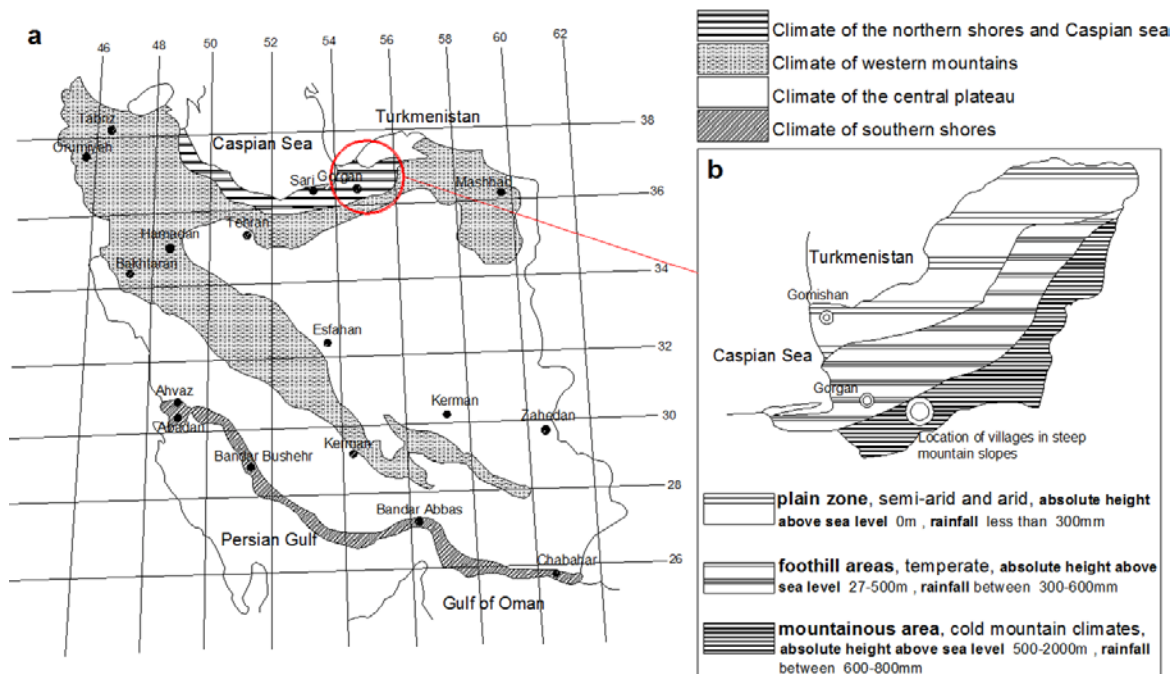 a
46 48 50 52 54 56 58 60 62
38
36
34
32
30
28
26
Turkmenistan
Caspian Sea
Tabriz
Orumiyeh
Sari
Gorgan
Mashhad
Tehran
Hamadan
Bakhtaran
Esfahan
Ahvaz
Abadan
Kerman
Zahedan
Kerman
Bandar Bushehr
Bandar Abbas
Persian Gulf
Chabahar
Gulf of Oman
Climate of the northern shores and Caspian sea
Climate of western mountains
Climate of the central plateau
Climate of southern shores
b
Turkmenistan
Gomishan
Caspian Sea
Gorgan
Location of villages in steep
mountain slopes
plain zone, semi-arid and arid, absolute height
above sea level 0m , rainfall less than 300mm
foothill areas, temperate, absolute height above
sea level 27-500m , rainfall between 300-600mm
mountainous area, cold mountain climates,
absolute height above sea level 500-2000m , rainfall
between 600-800mm